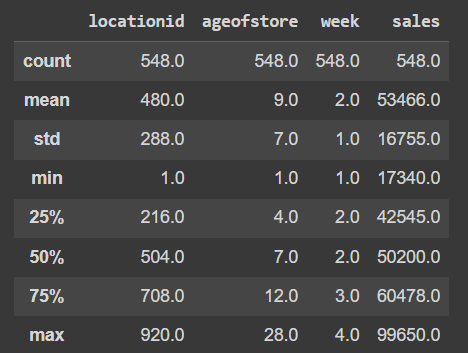 locationid ageofstore week sales
count 548.0 548.0 548.0 548.0
mean 480.0 9.0 2.0 53466.0
std 288.0 7.0 1.0 16755.0
min 1.0 1.0 1.0 17340.0
25% 216.0 4.0 2.0 42545.0
50% 504.0 7.0 2.0 50200.0
75% 708.0 12.0 3.0 60478.0
max 920.0 28.0 4.0 99650.0